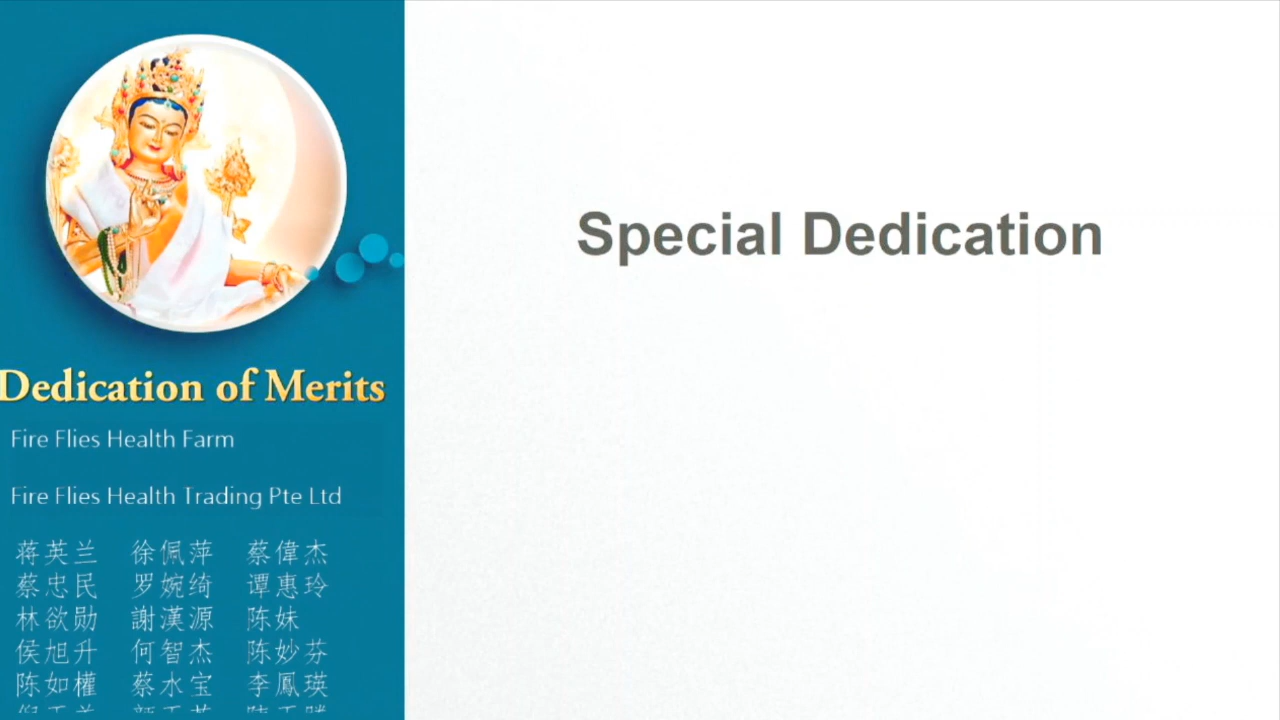 Special Dedication
Dedication of Merits
Fire Flies Health Farm
Fire Flies Health Trading Pte Ltd
蒋英兰 徐佩萍 蔡偉杰
蔡忠民 罗婉绮 谭惠玲
林欲勋 謝漢源 陈妹
侯旭升 何智杰 陈妙芬
陈如權 蔡水宝 李鳳瑛